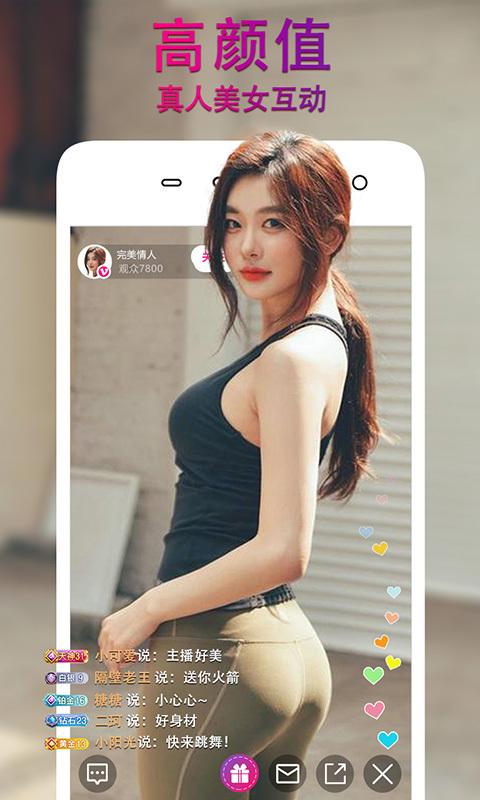 高颜值
真人美女互动
完美情人
观众7800
天神31 小可爱说：主播好美
白银 9 隔壁老王 说：送你火箭
铂金16 糖糖 说：小心心~
钻石23 二珂 说：好身材
黄金 13 小阳光说：快来跳舞！